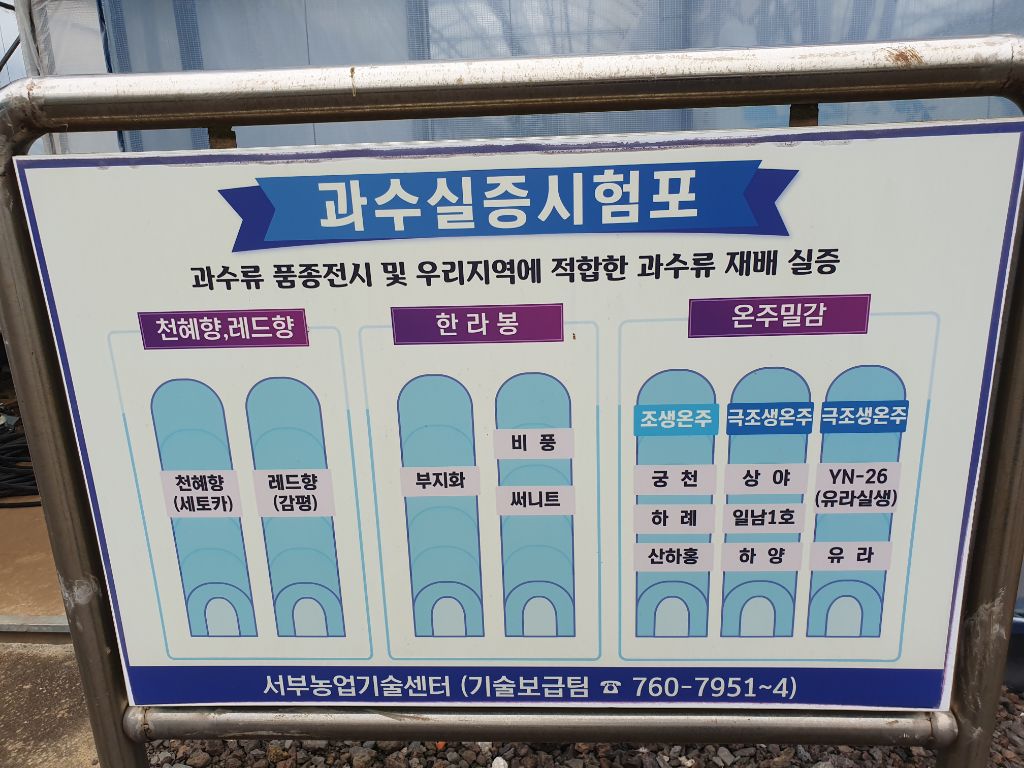 과수실증시험포
과수류 품종전시 및 우리지역에 적합한 과수류 재배 실증
천혜향,레드향
천혜향
(세토카)
레드향
(감평)
한라봉
부지화
비 풍
써니트
온주밀감
조생온주
궁 천
하 례
산하홍
극조생온주
상 야
일남1호
하 양
극조생온주
YN-26
(유라실생)
유 라
서부농업기술센터 (기술보급팀 ☎ 760-7951~4)